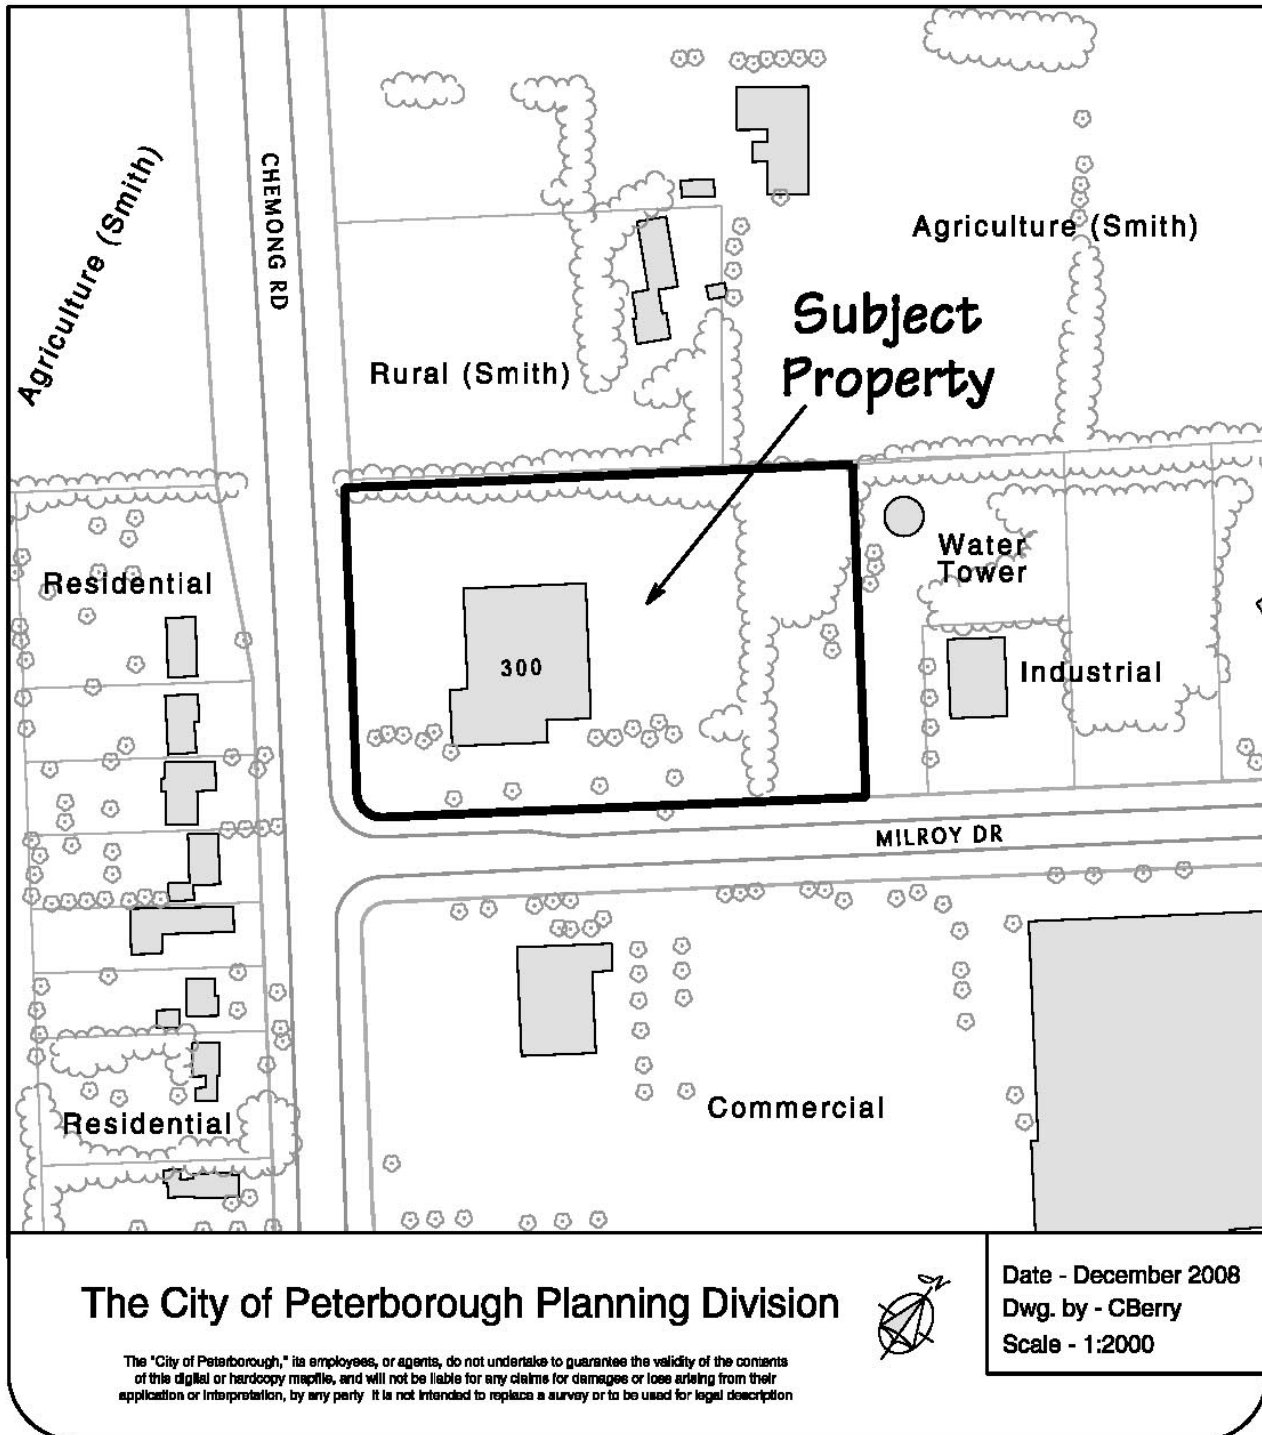 Agriculture (Smith)
CHEMONG RD
Agriculture (Smith)
Subject
Property
Rural (Smith)
Water
Tower
Residential
300
Industrial
MILROY DR
Commercial
Residential
The City of Peterborough Planning Division
Date - December 2008
Dwg. by - CBerry
Scale - 1:2000
The "City of Peterborough," its employees, or agents, do not undertake to guarantee the validity of the contents
of this digital or hardcopy mapfile, and will not be liable for any claims for damages or loss arising from their
application or interpretation, by any party It is not intended to replace a survey or to be used for legal description